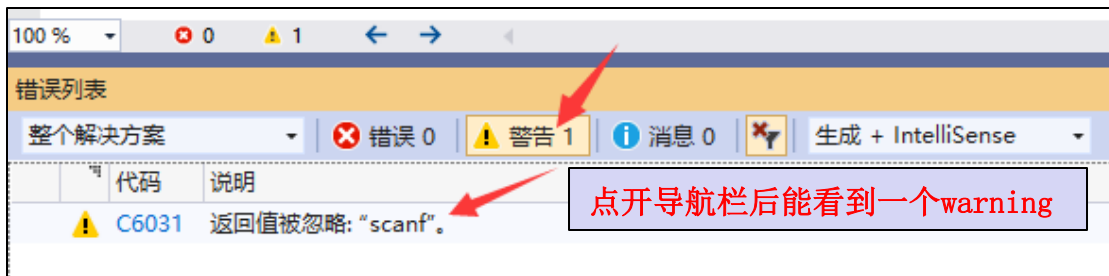 100 % 0 1
错误列表
整个解决方案 错误 0 警告 1 消息 0 生成 + IntelliSense
代码 说明
点开导航栏后能看到一个warning
C6031 返回值被忽略: “scanf”。